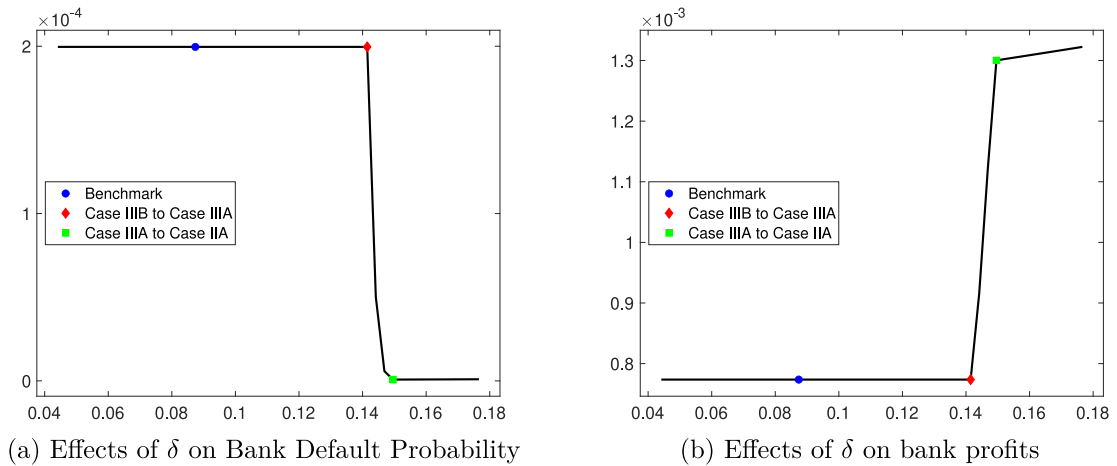 ×10⁻⁴
2
1
0
0.04 0.06 0.08 0.1 0.12 0.14 0.16 0.18
Benchmark
Case IIIB to Case IIIA
Case IIIA to Case IIA
(a) Effects of δ on Bank Default Probability
×10⁻³
1.3
1.2
1.1
1
0.9
0.8
0.04 0.06 0.08 0.1 0.12 0.14 0.16 0.18
Benchmark
Case IIIB to Case IIIA
Case IIIA to Case IIA
(b) Effects of δ on bank profits